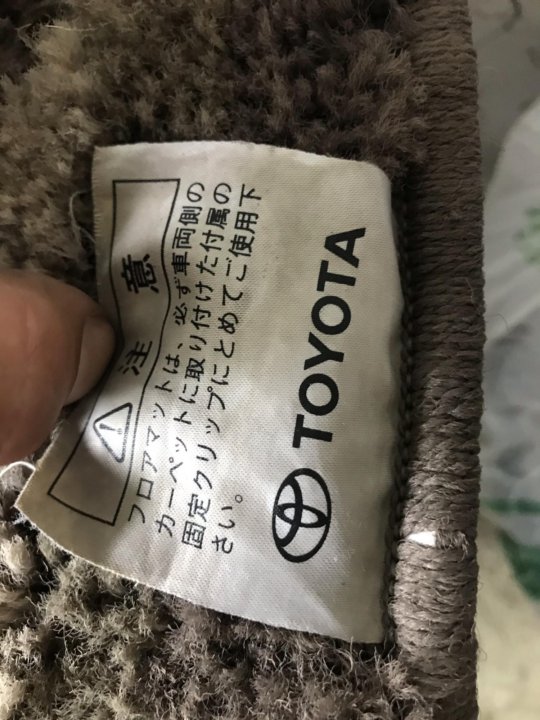 TOYOTA
注意
フロアマットは、必ず車両側の
カーペットに取り付けた付属の
固定クリップにとめてご使用下
さい。